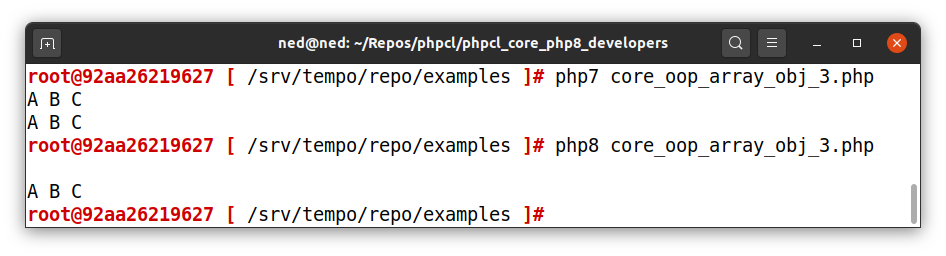 ned@ned: ~/Repos/phpcl/phpcl_core_php8_developers
root@92aa26219627 [ /srv/tempo/repo/examples ]# php7 core_oop_array_obj_3.php
A B C
A B C
root@92aa26219627 [ /srv/tempo/repo/examples ]# php8 core_oop_array_obj_3.php

A B C
root@92aa26219627 [ /srv/tempo/repo/examples ]#